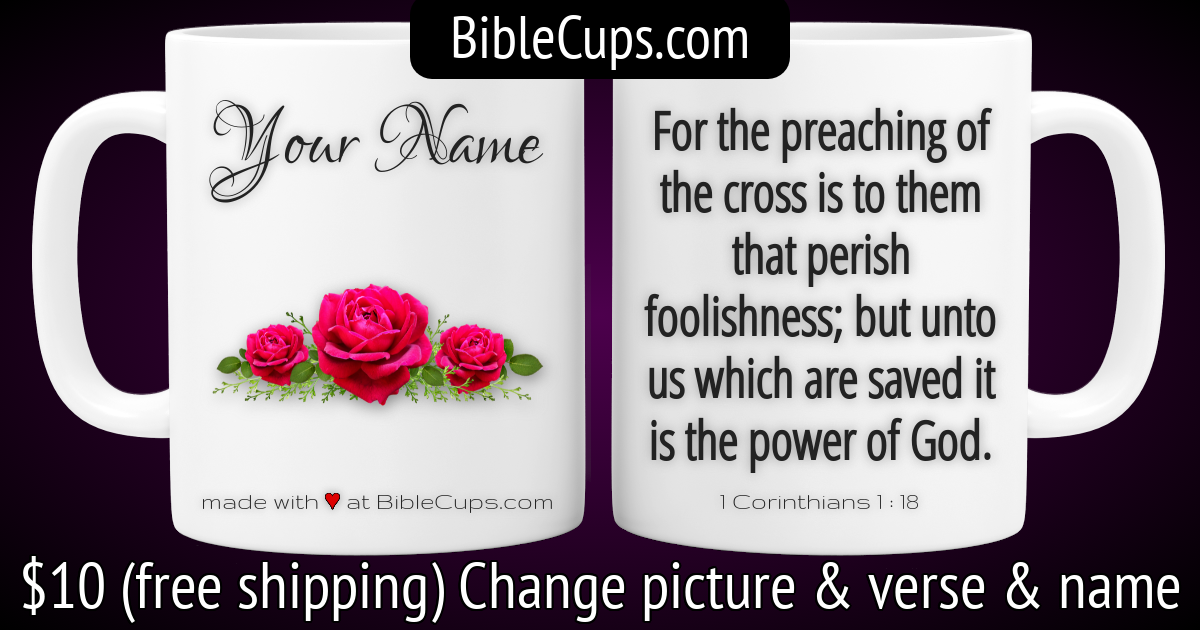 BibleCups.com
Your Name
made with ♥ at BibleCups.com
For the preaching of
the cross is to them
that perish
foolishness; but unto
us which are saved it
is the power of God.
1 Corinthians 1 : 18
$10 (free shipping) Change picture & verse & name